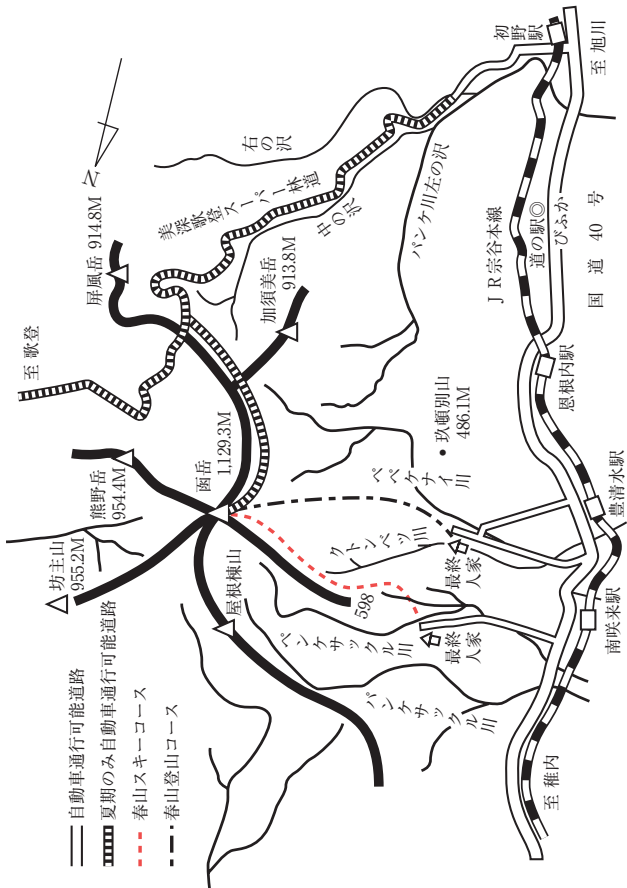 自動車通行可能道路
夏期のみ自動車通行可能道路
春山スキーコース
春山登山コース
N
至 歌登
屏風岳 914.8M
美深歌登スーパー林道
右の沢
中の沢
加須美岳
913.8M
パンケ川左の沢
初野駅
至 旭川
JR宗谷本線
道の駅◎
びふか
国道 40 号
恩根内駅
熊野岳
954.4M
函岳
1,129.3M
玖頓別山
486.1M
ペペケナイ川
豊清水駅
坊主山
955.2M
屋根棟山
598
クトンベツ川
最終人家
ペンケサックル川
最終人家
パンケサックル川
南咲来駅
至 稚内